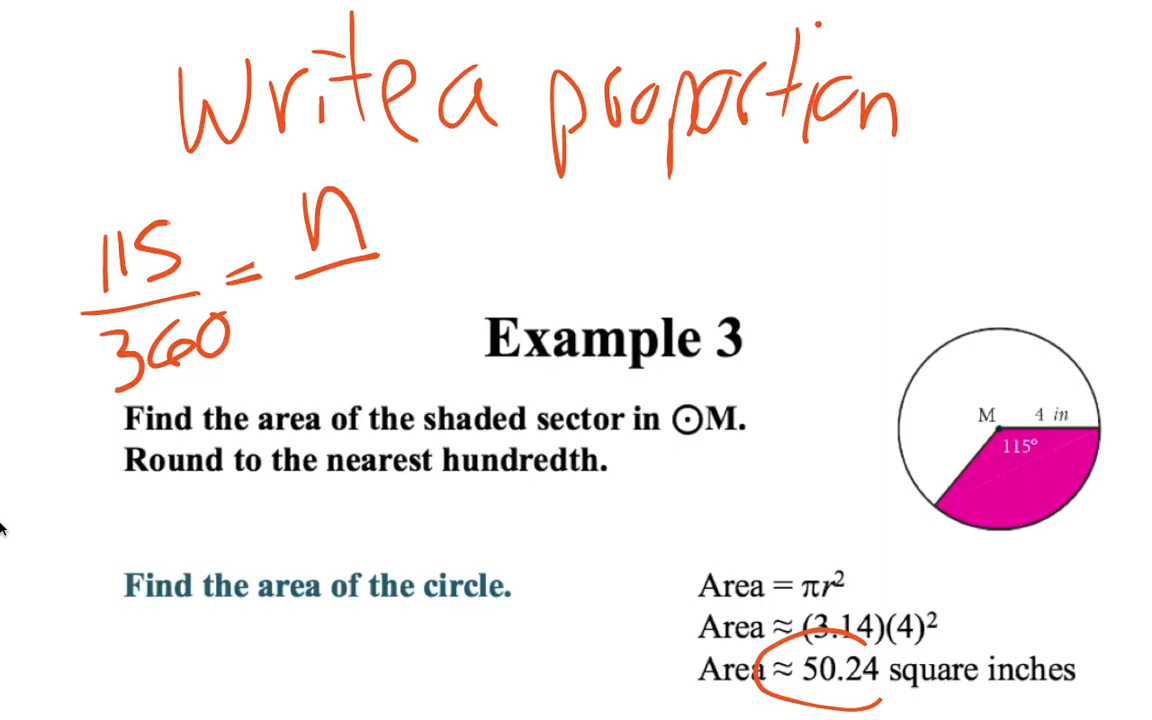 Write a proportion
115/360 = n
Example 3
Find the area of the shaded sector in ⊙M.
Round to the nearest hundredth.
M 4 in
115°
Find the area of the circle.
Area = πr²
Area ≈ (3.14)(4)²
Area ≈ 50.24 square inches